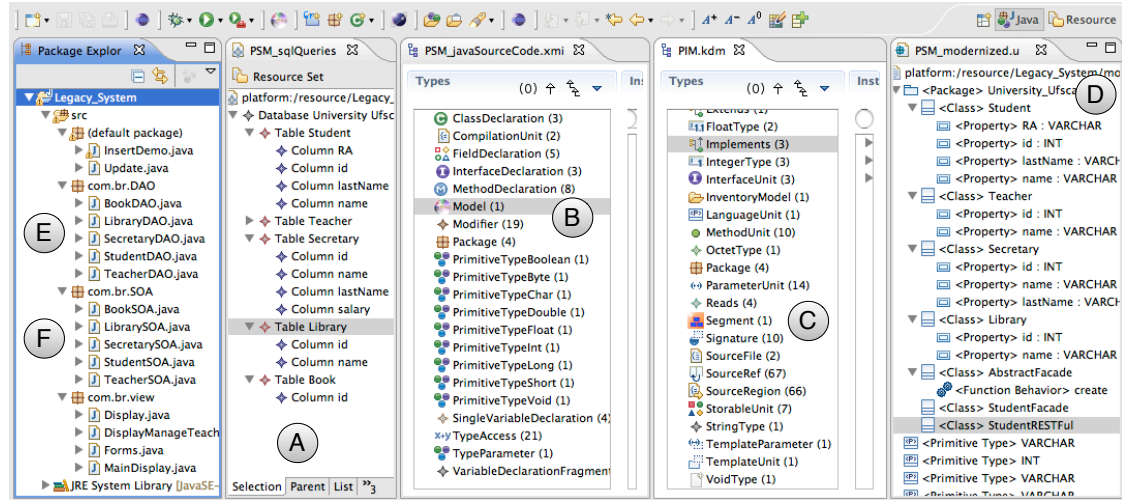 Java
Resource
Package Explor
Legacy_System
src
(default package)
InsertDemo.java
Update.java
com.br.DAO
BookDAO.java
LibraryDAO.java
SecretaryDAO.java
StudentDAO.java
TeacherDAO.java
com.br.SOA
BookSOA.java
LibrarySOA.java
SecretarySOA.java
StudentSOA.java
TeacherSOA.java
com.br.view
Display.java
DisplayManageTeach
Forms.java
MainDisplay.java
JRE System Library [JavaSE-
E
F
PSM_sqlQueries
Resource Set
platform:/resource/Legacy_
Database University Ufsc
Table Student
Column RA
Column id
Column lastName
Column name
Table Teacher
Table Secretary
Column id
Column name
Column lastName
Column salary
Table Library
Column id
Column name
Table Book
Column id
A
Selection Parent List »3
PSM_javaSourceCode.xmi
Types
Ins
(0)
ClassDeclaration (3)
CompilationUnit (2)
FieldDeclaration (5)
InterfaceDeclaration (3)
MethodDeclaration (8)
Model (1)
Modifier (19)
Package (4)
PrimitiveTypeBoolean (1)
PrimitiveTypeByte (1)
PrimitiveTypeChar (1)
PrimitiveTypeDouble (1)
PrimitiveTypeFloat (1)
PrimitiveTypeInt (1)
PrimitiveTypeLong (1)
PrimitiveTypeShort (1)
PrimitiveTypeVoid (1)
SingleVariableDeclaration (4)
TypeAccess (21)
TypeParameter (1)
VariableDeclarationFragment
B
PIM.kdm
Types
Inst
(0)
Extends (1)
FloatType (2)
Implements (3)
IntegerType (3)
InterfaceUnit (3)
InventoryModel (1)
LanguageUnit (1)
MethodUnit (10)
OctetType (1)
Package (4)
ParameterUnit (14)
Reads (4)
Segment (1)
Signature (10)
SourceFile (2)
SourceRef (67)
SourceRegion (66)
StorableUnit (7)
StringType (1)
TemplateParameter (1)
TemplateUnit (1)
VoidType (1)
C
PSM_modernized.u
platform:/resource/Legacy_System/mo
<Package> University_Ufsca
<Class> Student
<Property> RA : VARCHAR
<Property> id : INT
<Property> lastName : VARCH
<Property> name : VARCHAR
<Class> Teacher
<Property> id : INT
<Property> name : VARCHAR
<Class> Secretary
<Property> id : INT
<Property> name : VARCHAR
<Property> lastName : VARCH
<Class> Library
<Property> id : INT
<Property> name : VARCHAR
<Class> AbstractFacade
<Function Behavior> create
<Class> StudentFacade
<Class> StudentRESTFul
<Primitive Type> VARCHAR
<Primitive Type> INT
<Primitive Type> VARCHAR
<Primitive Type> VARCHAR
D